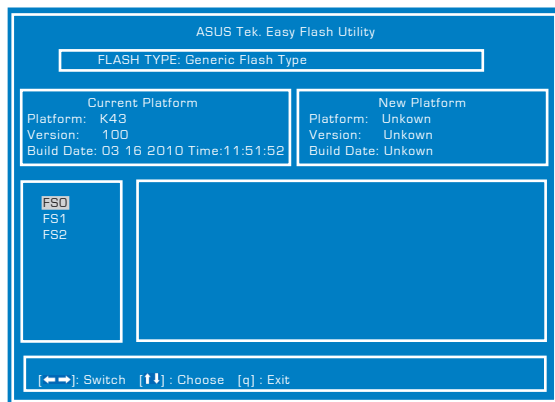 ASUS Tek. Easy Flash Utility
FLASH TYPE: Generic Flash Type
Current Platform
Platform: K43
Version: 100
Build Date: 03 16 2010 Time:11:51:52
New Platform
Platform: Unkown
Version: Unkown
Build Date: Unkown
FS0
FS1
FS2
[←→]: Switch [↑↓] : Choose [q] : Exit